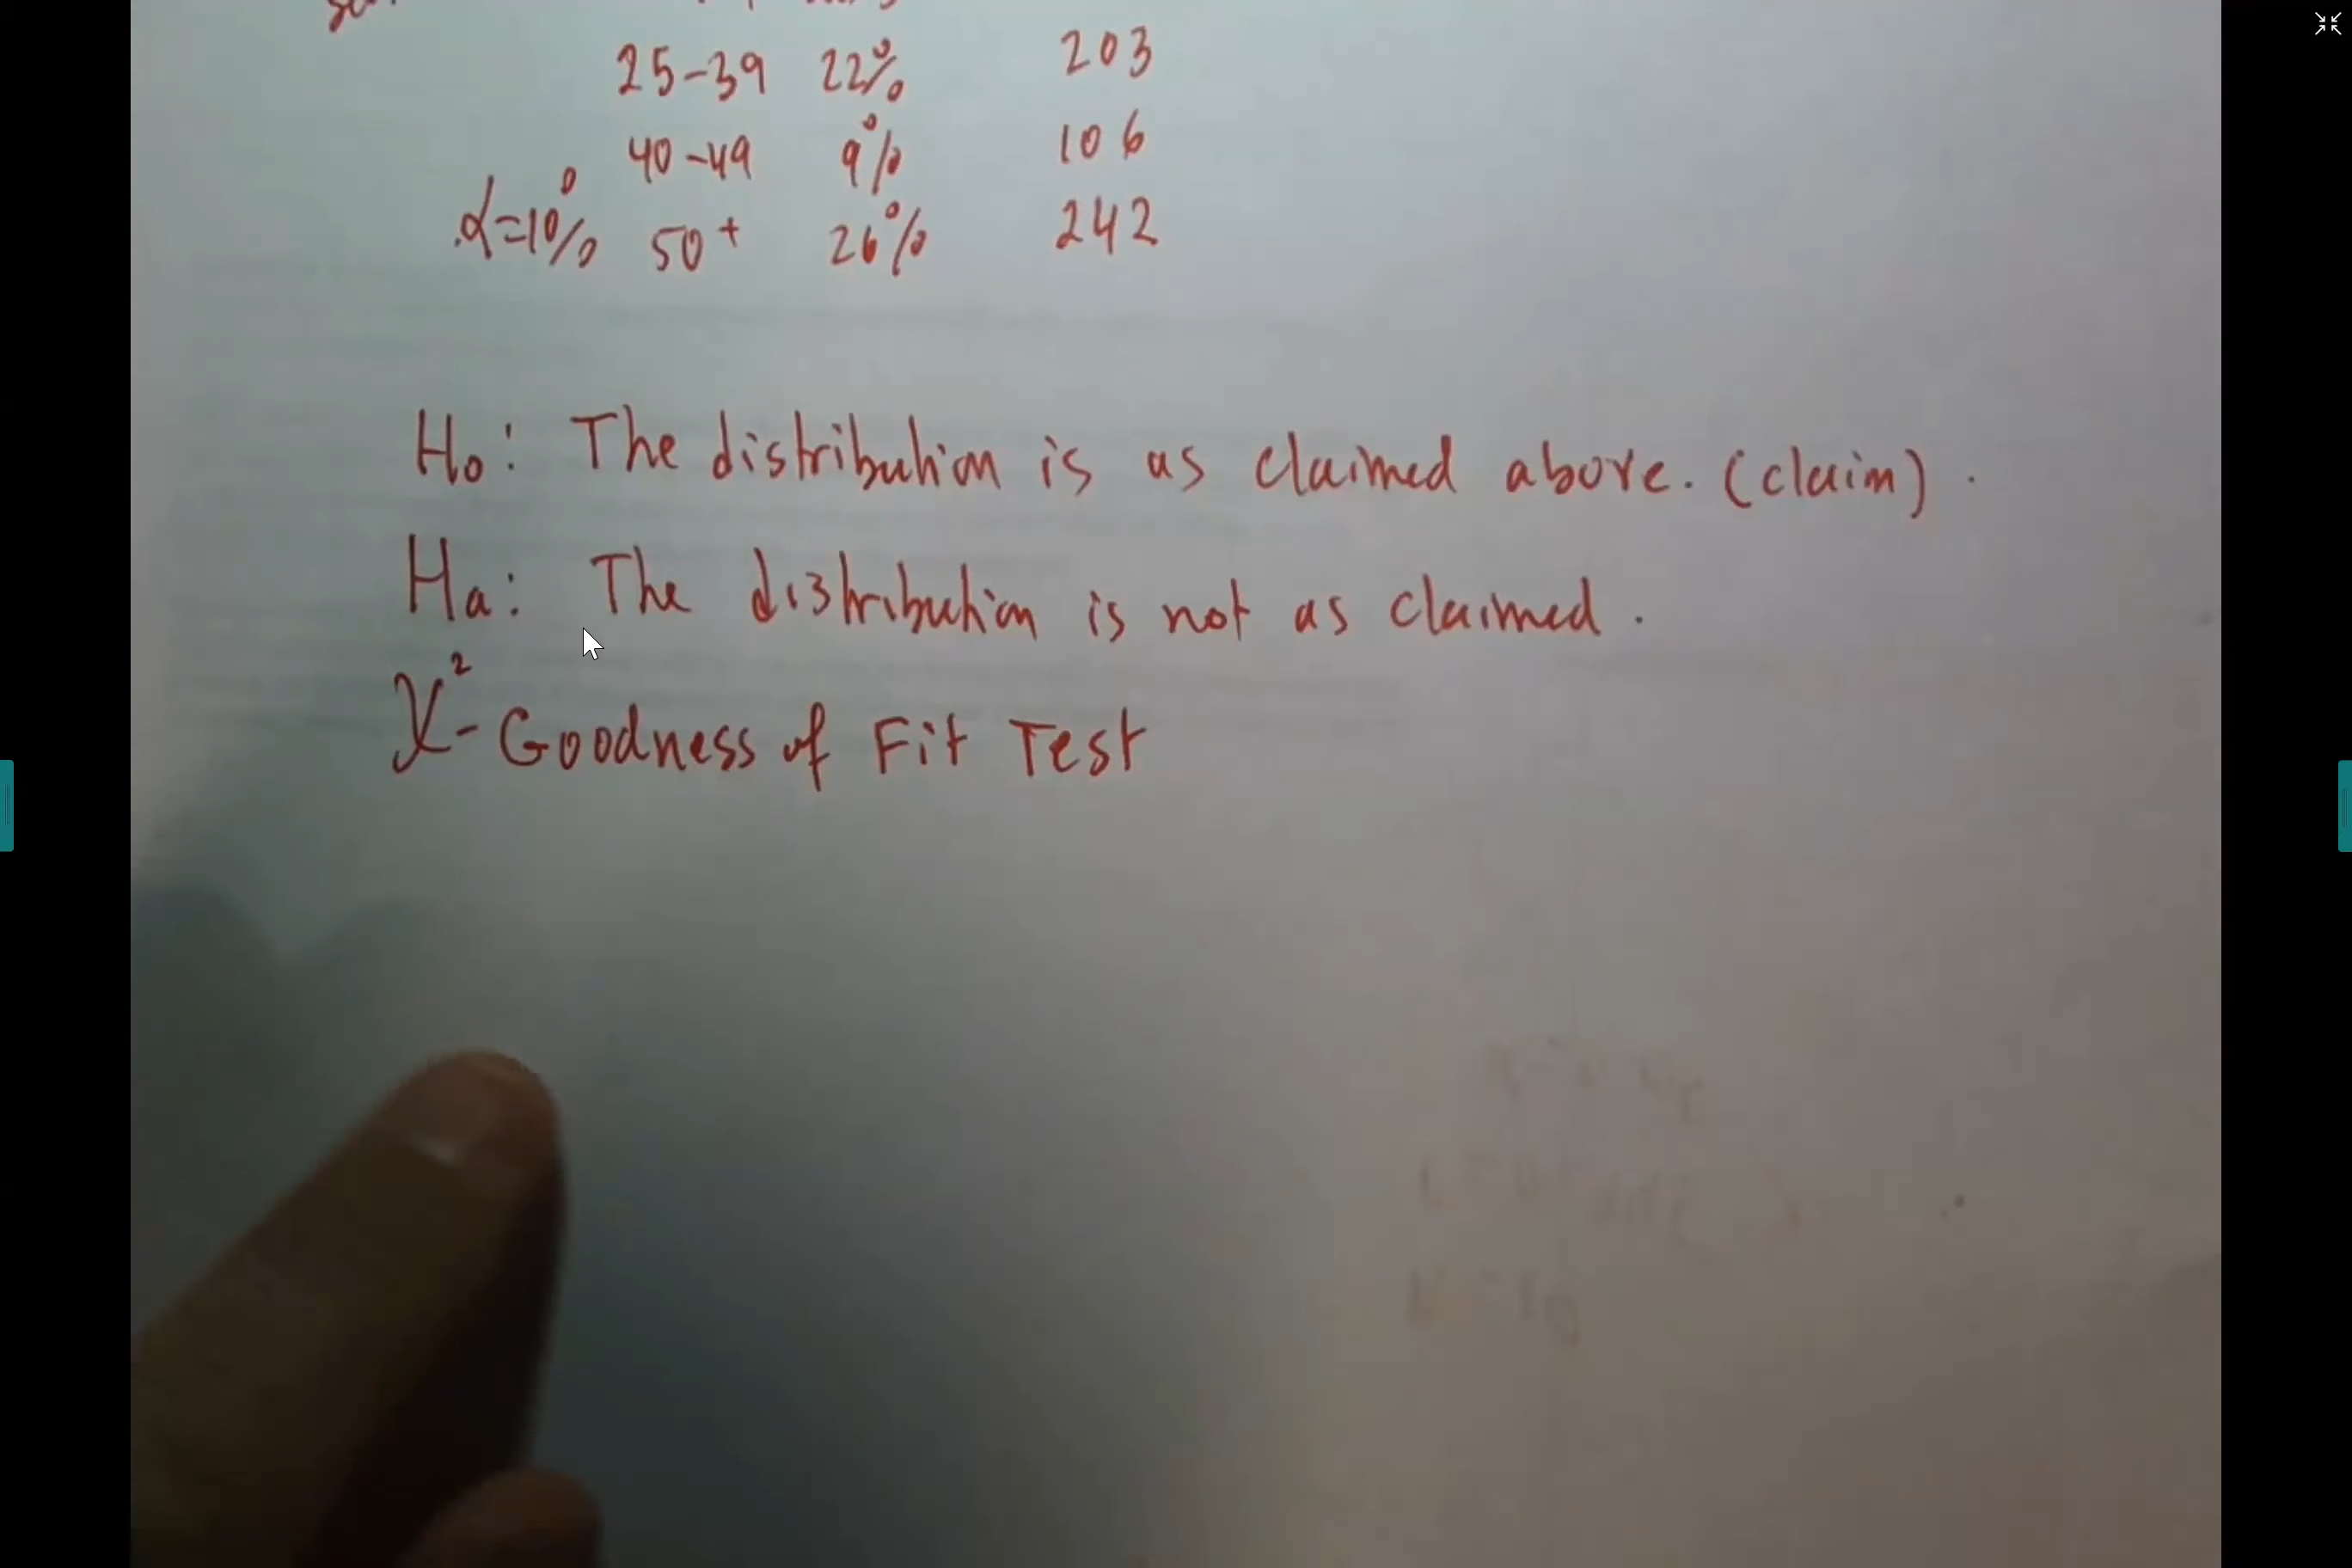 25-39 22% 203
40-49 9% 106
α=10% 50+ 26% 242
Ho: The distribution is as claimed above. (claim).
Ha: The distribution is not as claimed.
χ²- Goodness of Fit Test